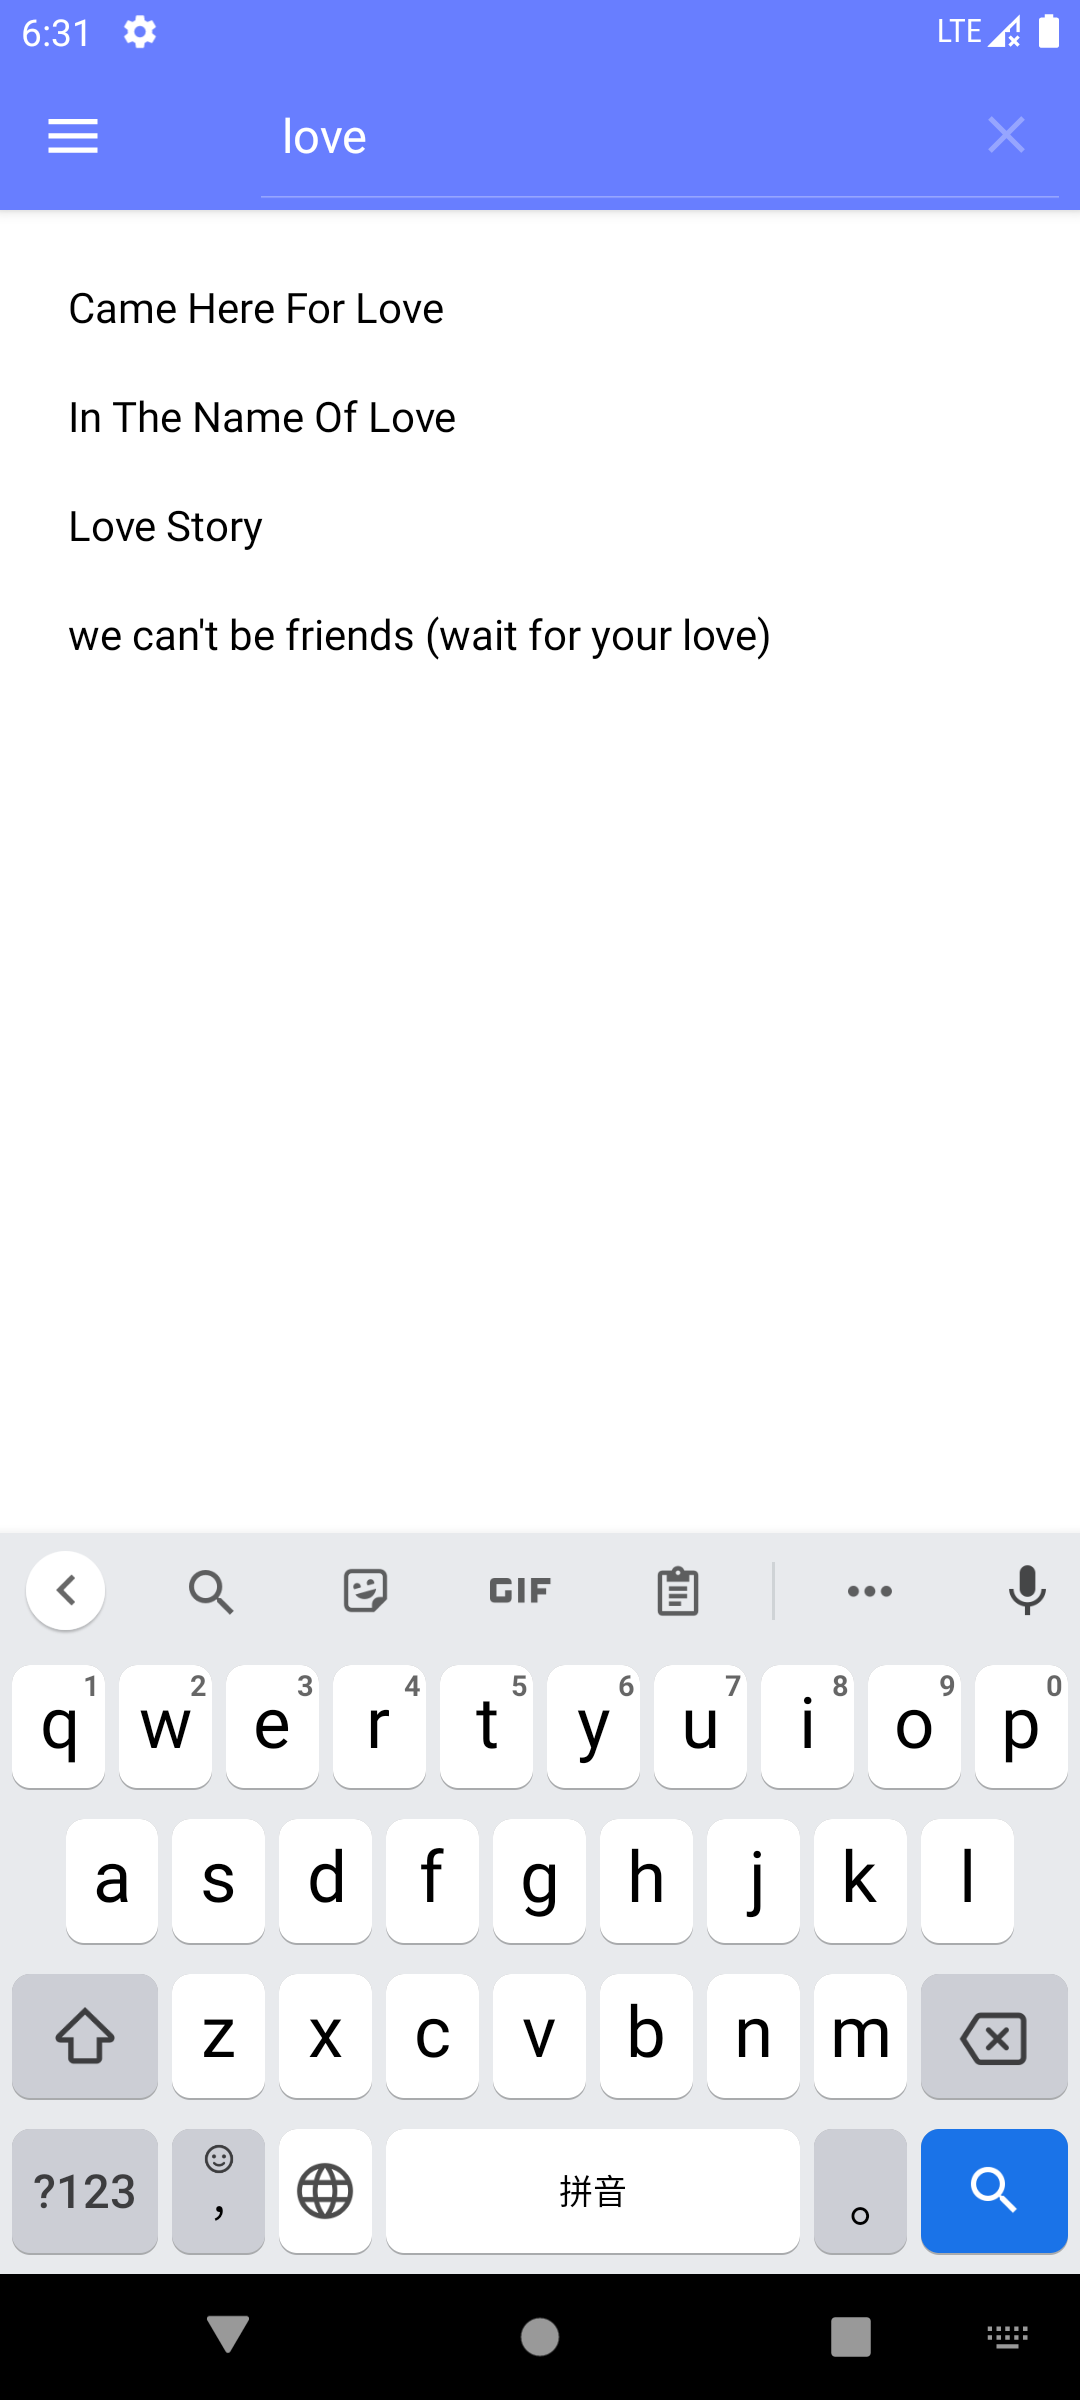 6:31 LTE
love
Came Here For Love
In The Name Of Love
Love Story
we can't be friends (wait for your love)
GIF
1 2 3 4 5 6 7 8 9 0
q w e r t y u i o p
a s d f g h j k l
z x c v b n m
?123 , 拼音 。